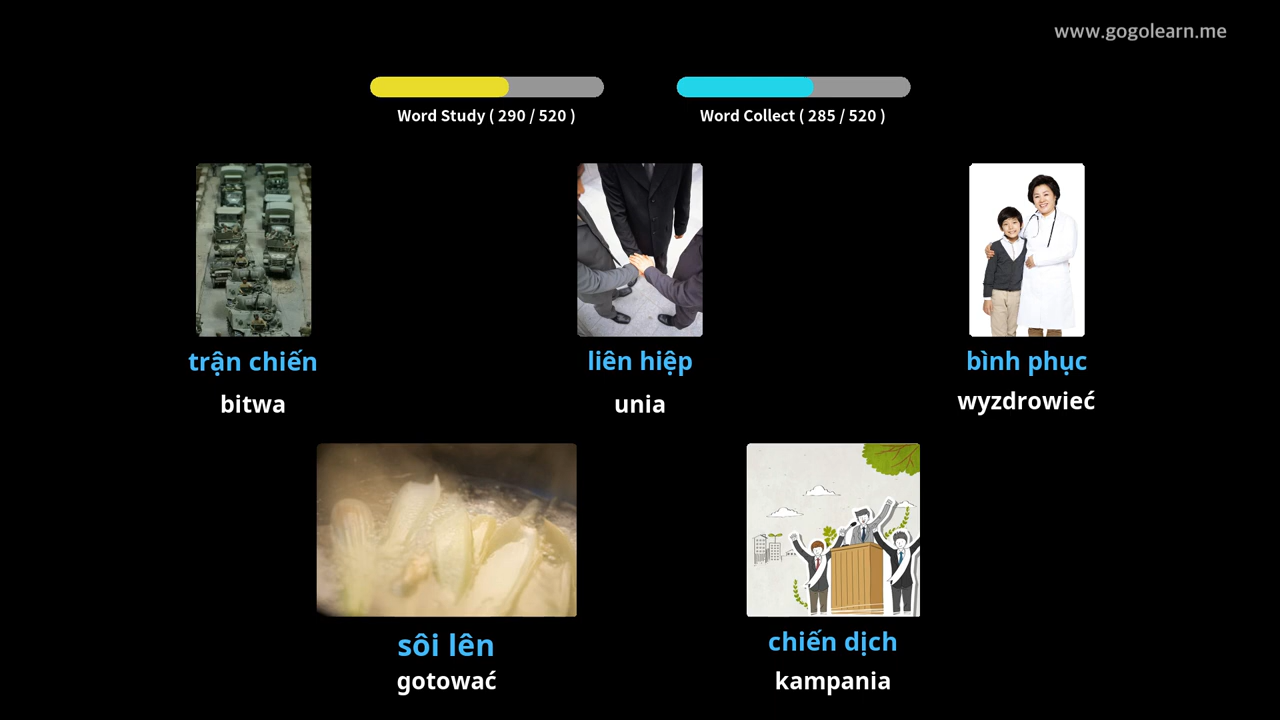 www.gogolearn.me
Word Study ( 290 / 520 )
Word Collect ( 285 / 520 )
trận chiến
liên hiệp
bình phục
bitwa
unia
wyzdrowieć
sôi lên
chiến dịch
gotować
kampania